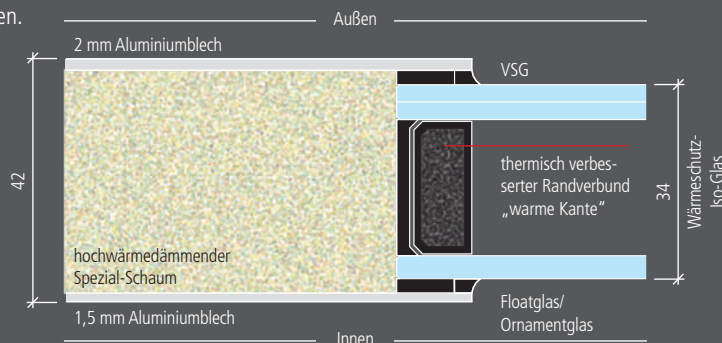 en.
Außen
2 mm Aluminiumblech
VSG
42
thermisch verbes-
serter Randverbund
„warme Kante“
34
Wärmeschutz-
Iso-Glas
hochwärmedämmender
Spezial-Schaum
Floatglas/
Ornamentglas
1,5 mm Aluminiumblech
Innen